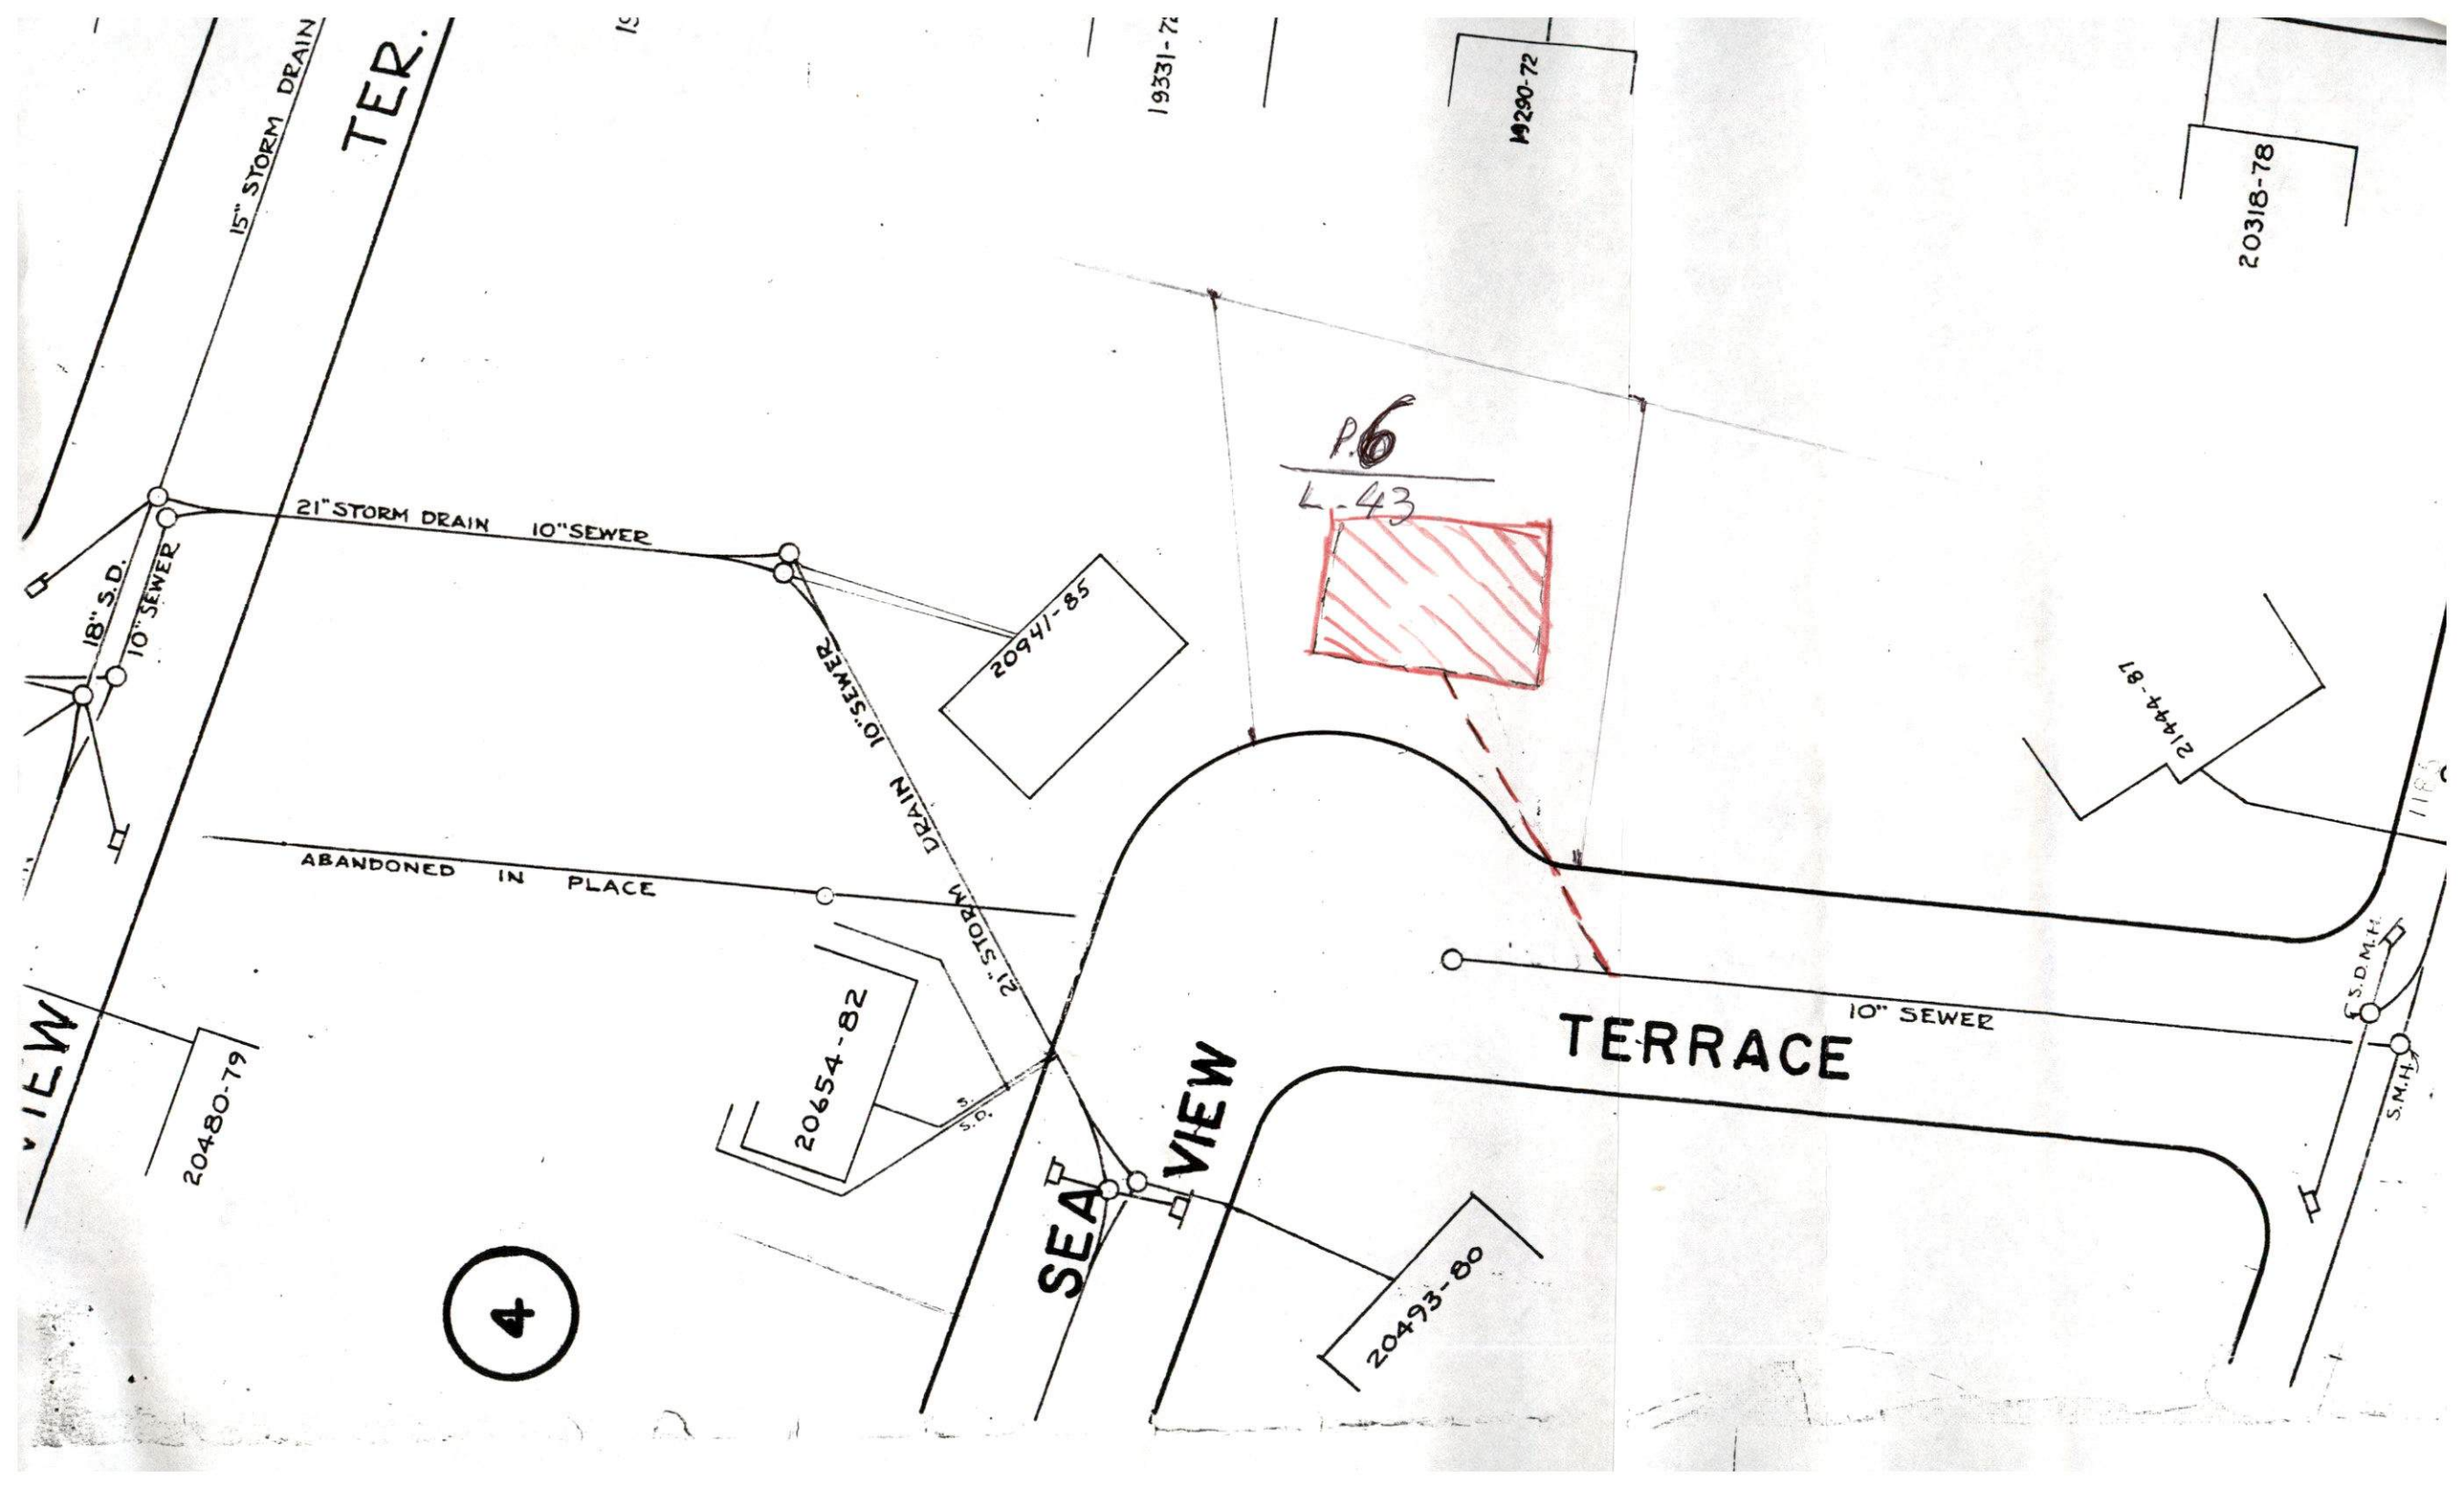 15" STORM DRAIN
TER.
19331-7
19290-72
20318-78
P.6
L-43
21" STORM DRAIN 10" SEWER
18" S.D.
10" SEWER
20941-85
10" SEWER
21" STORM DRAIN
21444-87
ABANDONED IN PLACE
S.D.M.H.
10" SEWER
TERRACE
S.M.H.
VIEW
20480-79
20654-82
S.
S.D.
SEA VIEW
20493-80
4